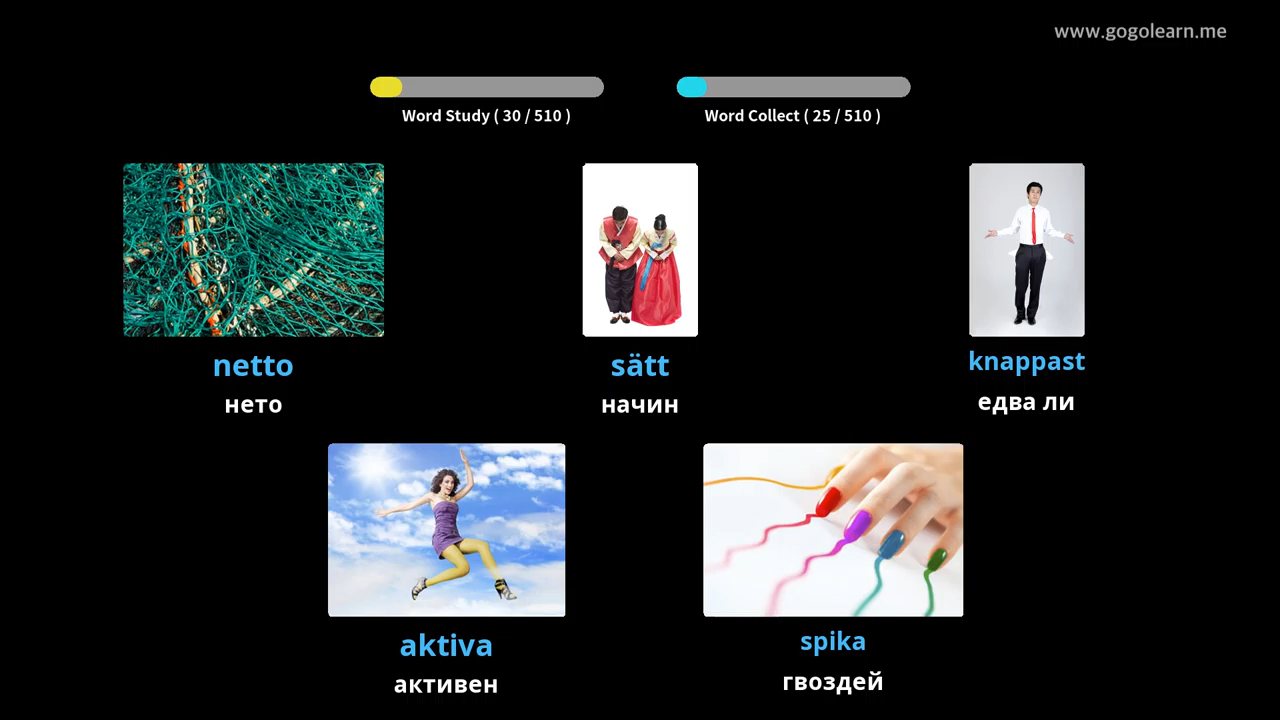 www.gogolearn.me
Word Study ( 30 / 510 )
Word Collect ( 25 / 510 )
netto
нето
sätt
начин
knappast
едва ли
aktiva
активен
spika
гвоздей